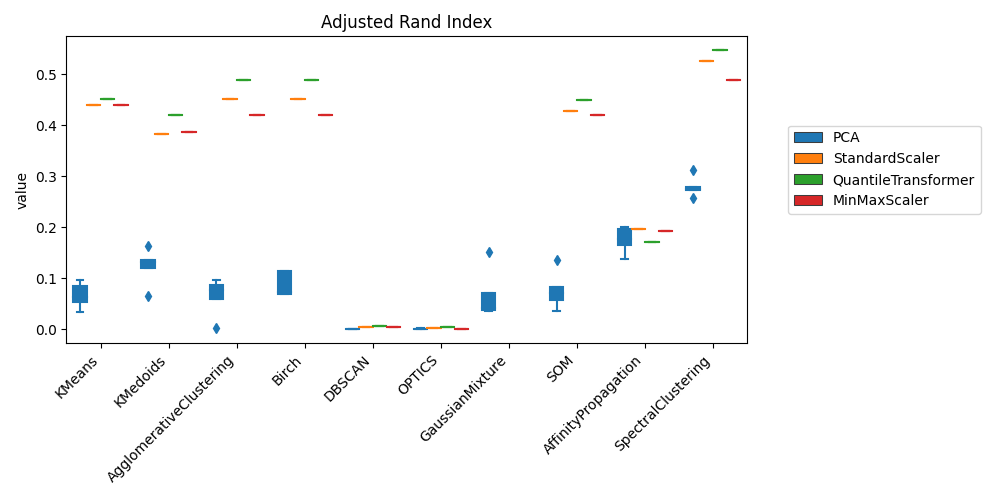 Adjusted Rand Index
value
0.5
0.4
0.3
0.2
0.1
0.0
KMeans
KMedoids
AgglomerativeClustering
Birch
DBSCAN
OPTICS
GaussianMixture
SOM
AffinityPropagation
SpectralClustering
PCA
StandardScaler
QuantileTransformer
MinMaxScaler